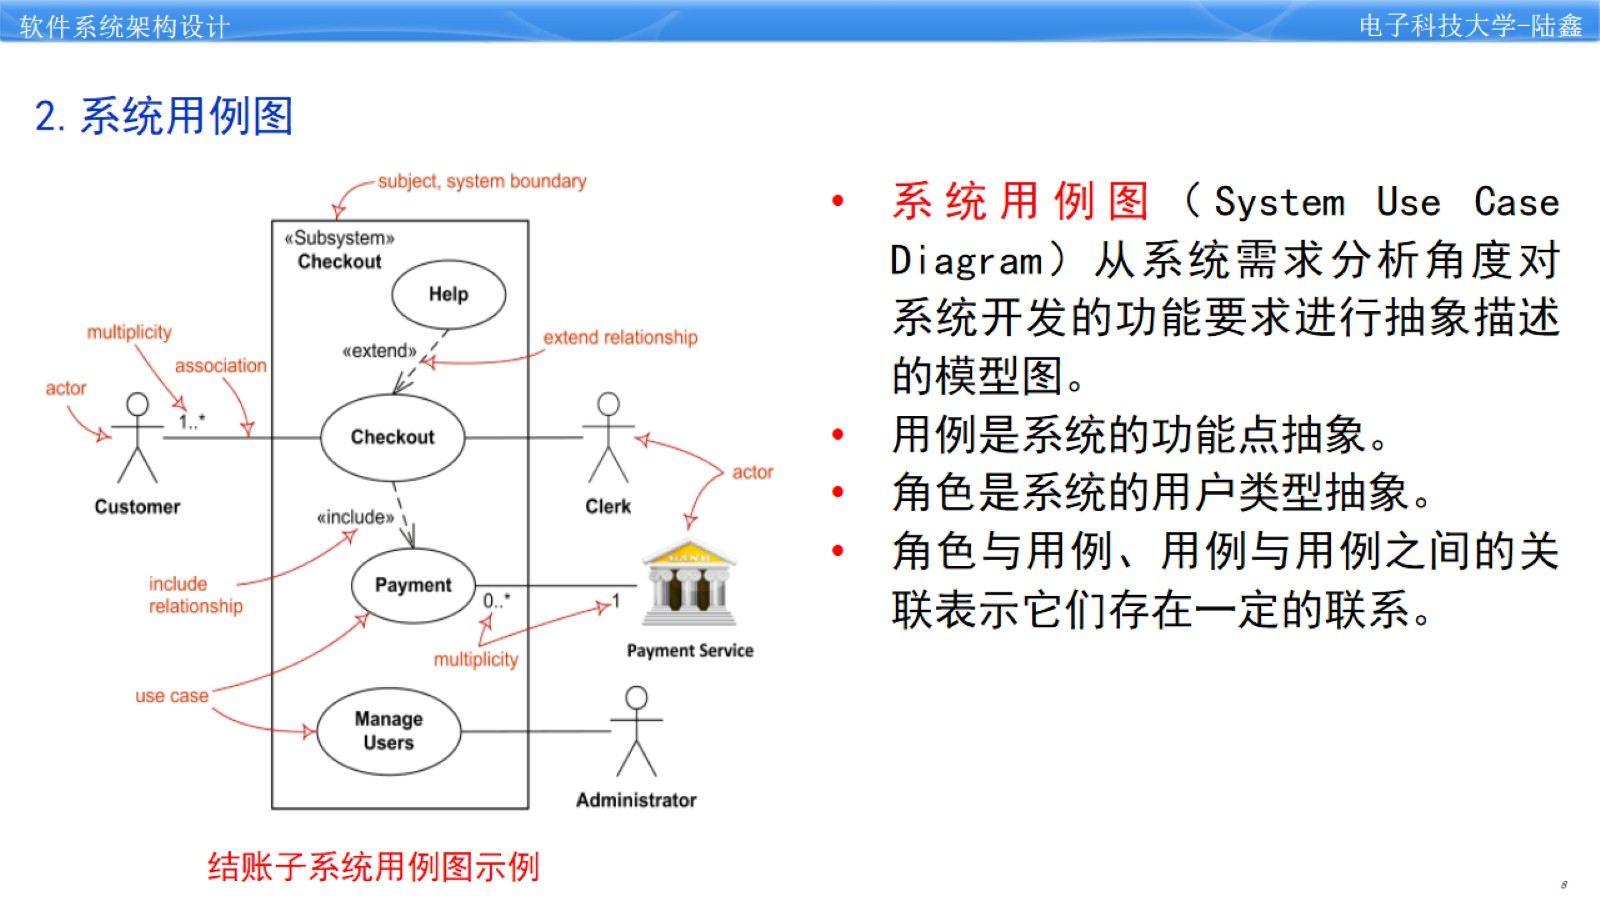 软件系统架构设计
电子科技大学-陆鑫
2. 系统用例图
subject, system boundary
«Subsystem»
Checkout
Help
multiplicity
«extend»
extend relationship
association
actor
1..*
Checkout
actor
Customer
Clerk
«include»
BANK
include
relationship
Payment
0..*
1
multiplicity
Payment Service
use case
Manage
Users
Administrator
结账子系统用例图示例
• 系统用例图（System Use Case
Diagram）从系统需求分析角度对
系统开发的功能要求进行抽象描述
的模型图。
• 用例是系统的功能点抽象。
• 角色是系统的用户类型抽象。
• 角色与用例、用例与用例之间的关
联表示它们存在一定的联系。
8